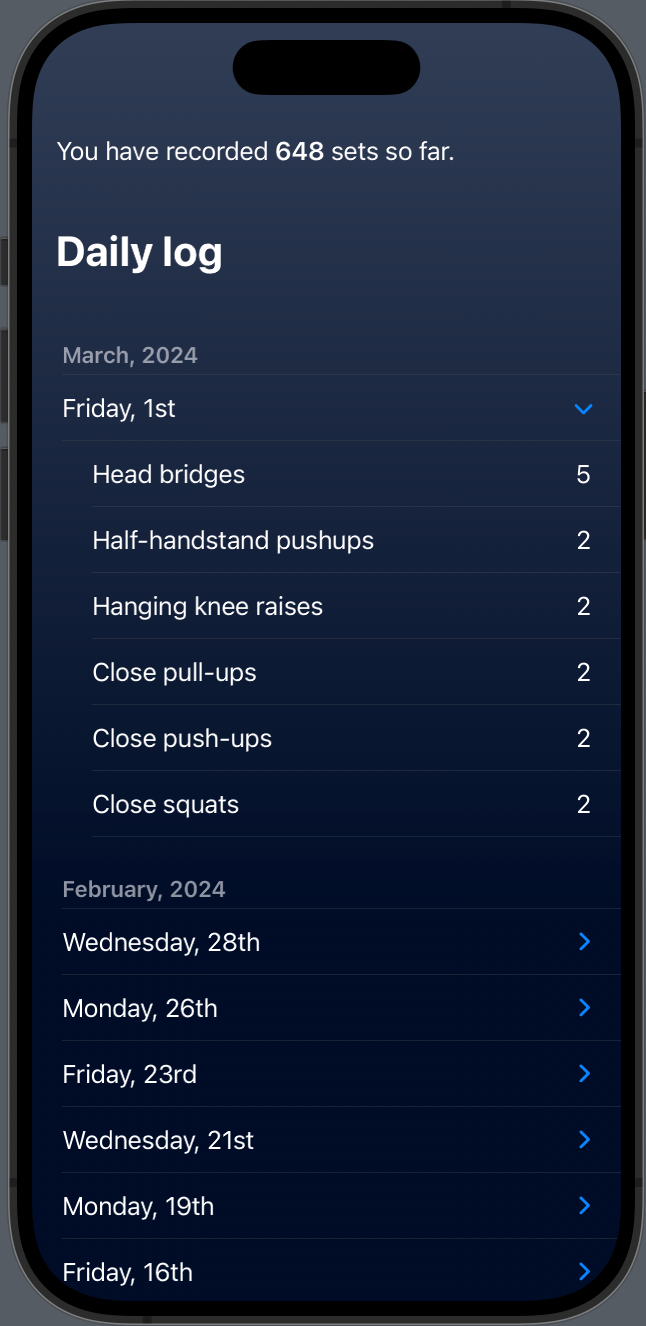 You have recorded 648 sets so far.
Daily log
March, 2024
Friday, 1st
Head bridges 5
Half-handstand pushups 2
Hanging knee raises 2
Close pull-ups 2
Close push-ups 2
Close squats 2
February, 2024
Wednesday, 28th
Monday, 26th
Friday, 23rd
Wednesday, 21st
Monday, 19th
Friday, 16th